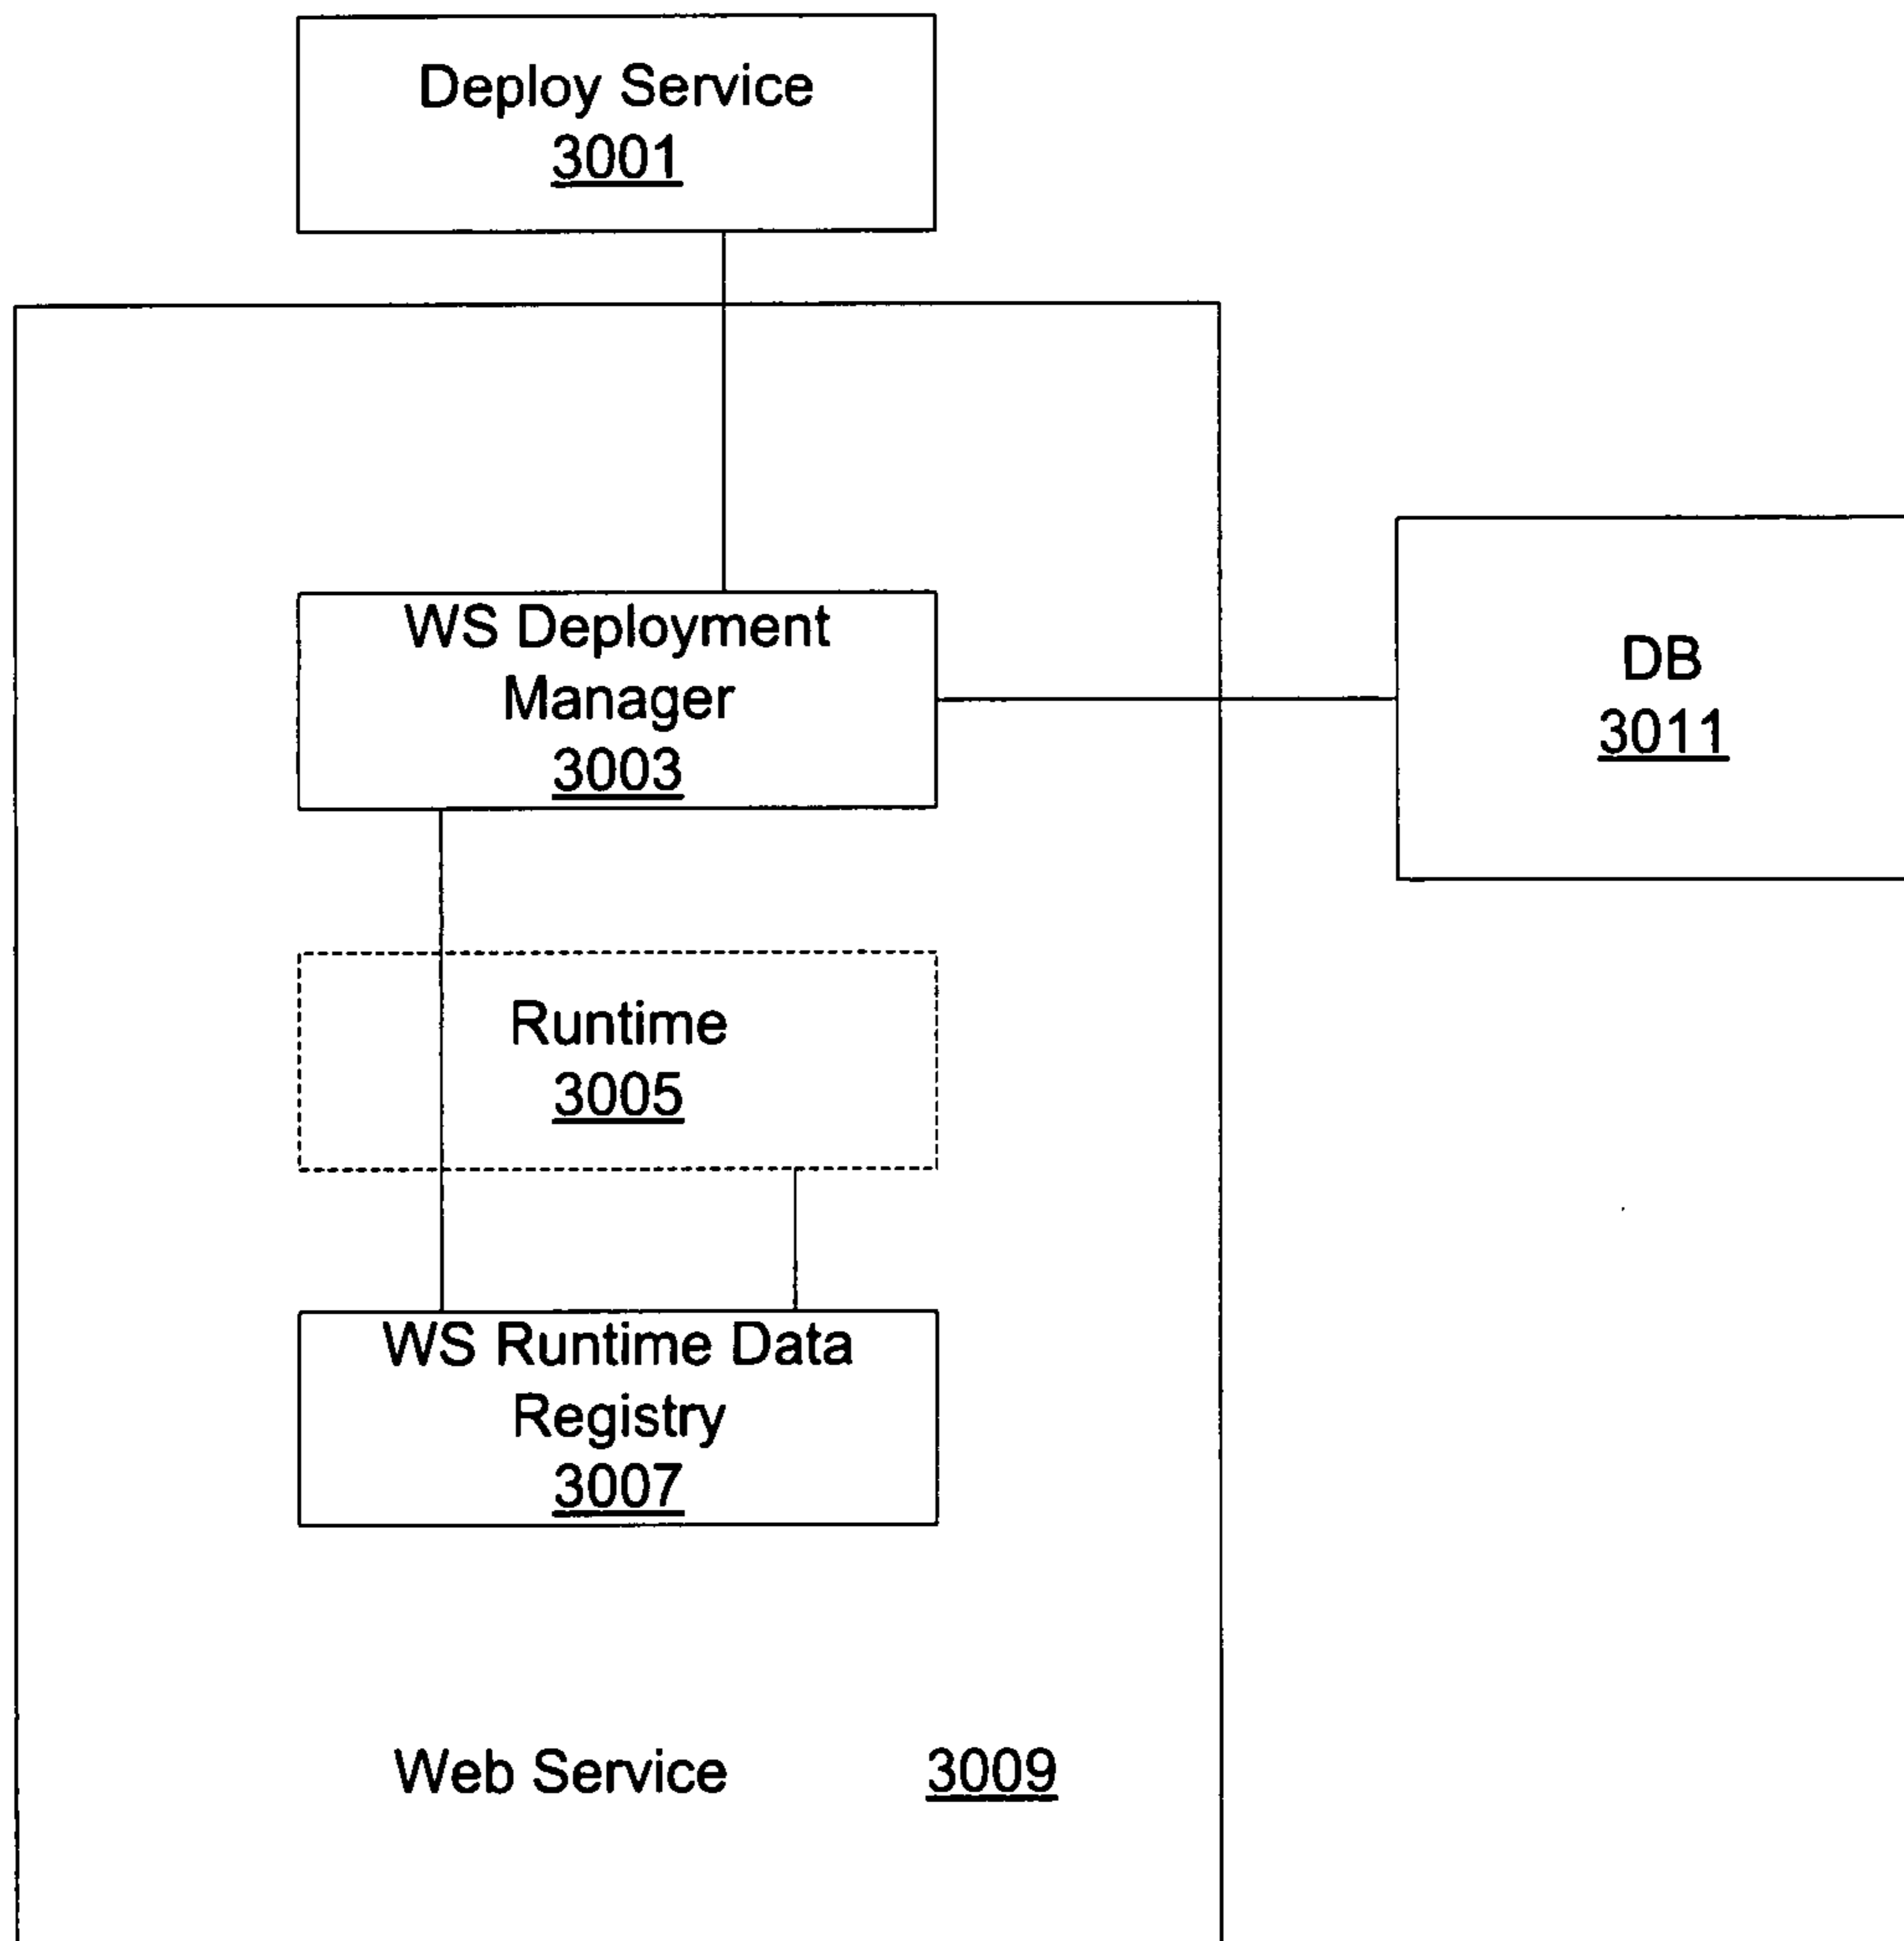 Deploy Service
3001
WS Deployment
Manager
3003
DB
3011
Runtime
3005
WS Runtime Data
Registry
3007
Web Service 3009